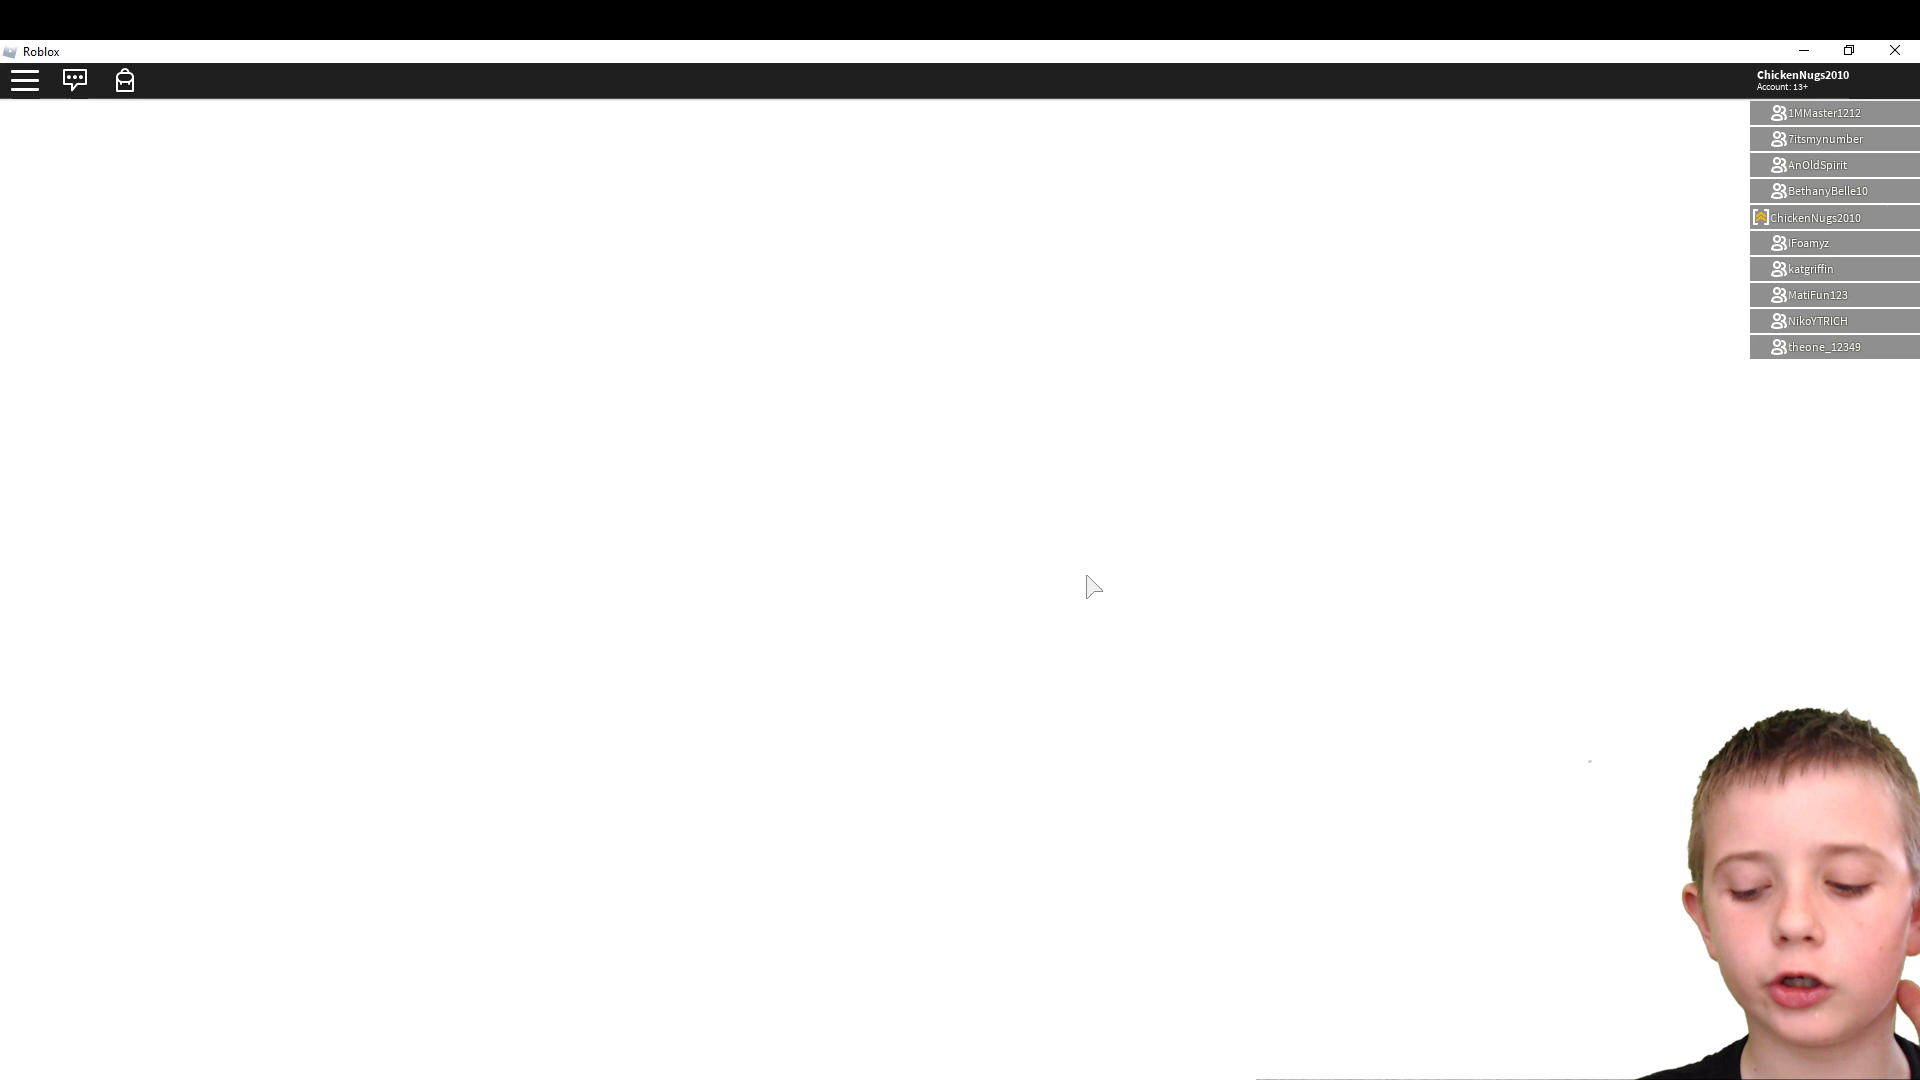 Roblox
ChickenNugs2010
Account: 13+
1MMaster1212
7itsmynumber
AnOldSpirit
BethanyBelle10
ChickenNugs2010
IFoamyz
katgriffin
MatiFun123
NikoYTRICH
theone_12349